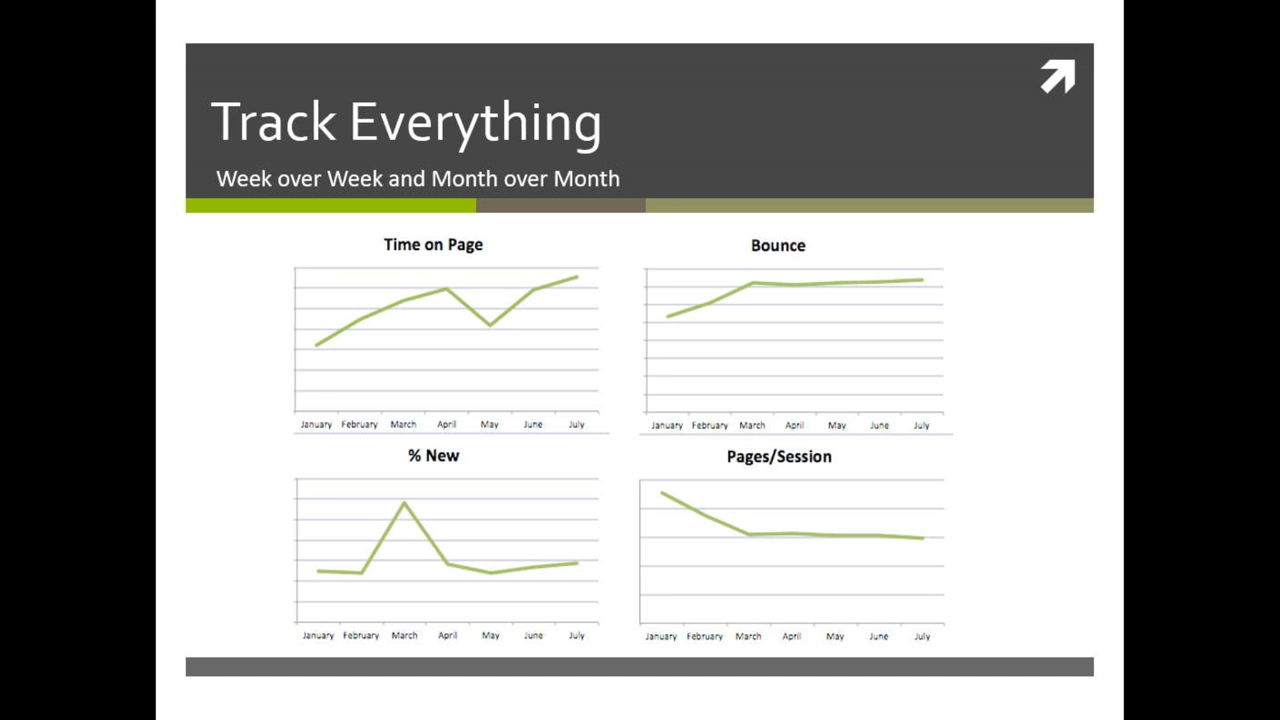 Track Everything
Week over Week and Month over Month
Time on Page
January February March April May June July
Bounce
January February March April May June July
% New
January February March April May June July
Pages/Session
January February March April May June July